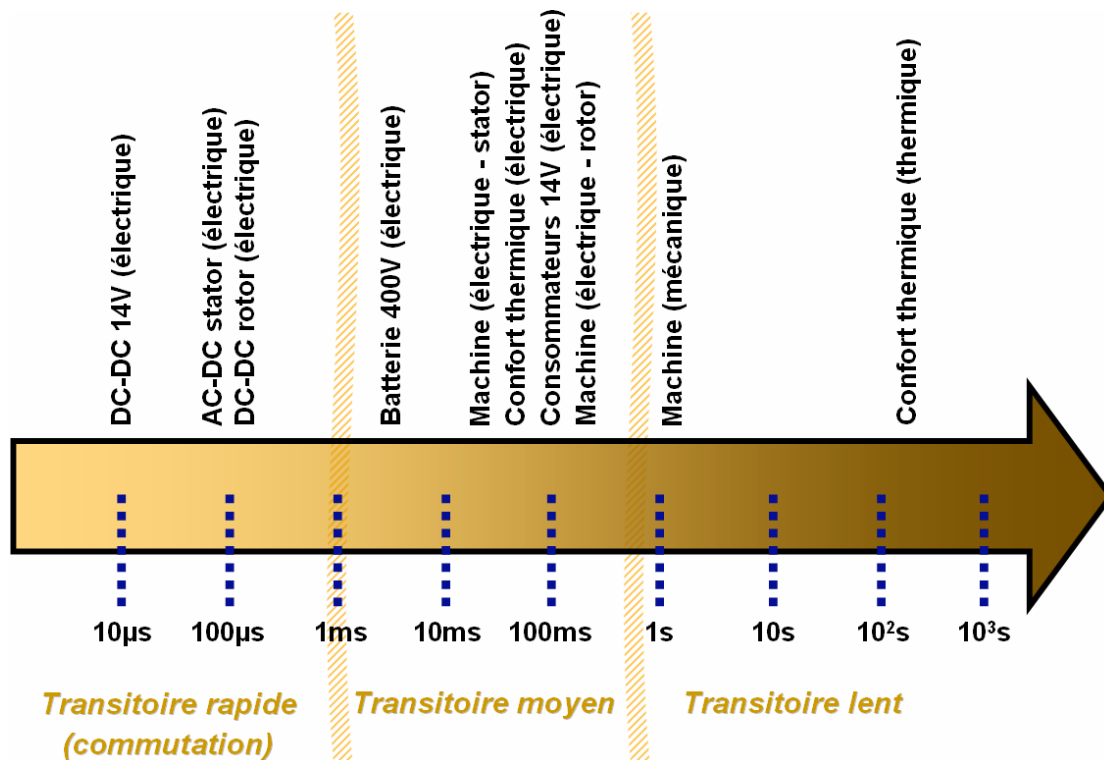 DC-DC 14V (électrique)
AC-DC stator (électrique)
DC-DC rotor (électrique)
Batterie 400V (électrique)
Machine (électrique - stator)
Confort thermique (électrique)
Consommateurs 14V (électrique)
Machine (électrique - rotor)
Machine (mécanique)
Confort thermique (thermique)
10µs
100µs
1ms
10ms
100ms
1s
10s
10²s
10³s
Transitoire rapide
(commutation)
Transitoire moyen
Transitoire lent